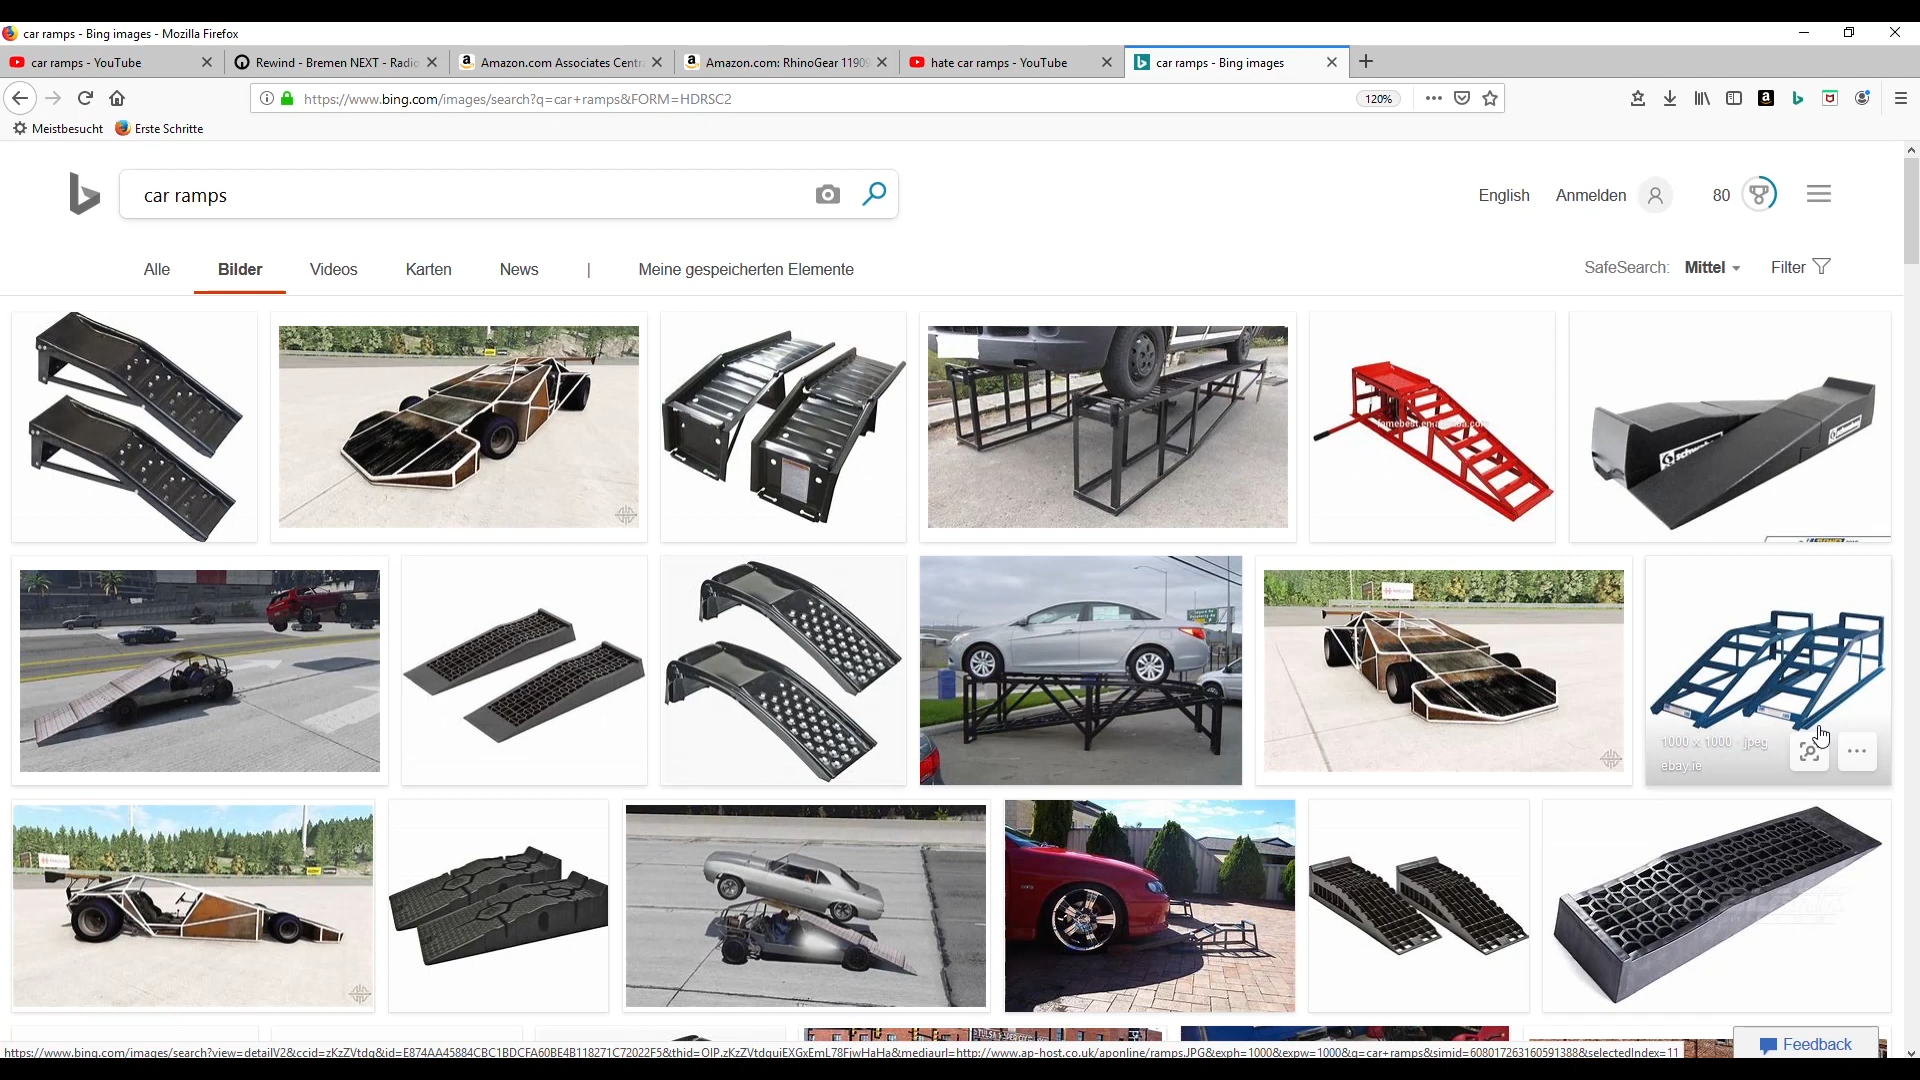 car ramps - Bing images - Mozilla Firefox
car ramps - YouTube
Rewind - Bremen NEXT - Radio
Amazon.com Associates Centra
Amazon.com: RhinoGear 11909
hate car ramps - YouTube
car ramps - Bing images
https://www.bing.com/images/search?q=car+ramps&FORM=HDRSC2
120%
Meistbesucht
Erste Schritte
car ramps
English
Anmelden
80
Alle
Bilder
Videos
Karten
News
|
Meine gespeicherten Elemente
SafeSearch:
Mittel
Filter
1000 x 1000 · jpeg
ebay.ie
Feedback
https://www.bing.com/images/search?view=detailV2&ccid=zKzZVtdq&id=E874AA45884CBC1BDCFA60BE4B118271C72022F5&thid=OIP.zKzZVtdquiEXGxEmL78FjwHaHa&mediaurl=http://www.ap-host.co.uk/aponline/ramps.JPG&exph=1000&expw=1000&q=car+ramps&simid=608017263160591388&selectedIndex=11